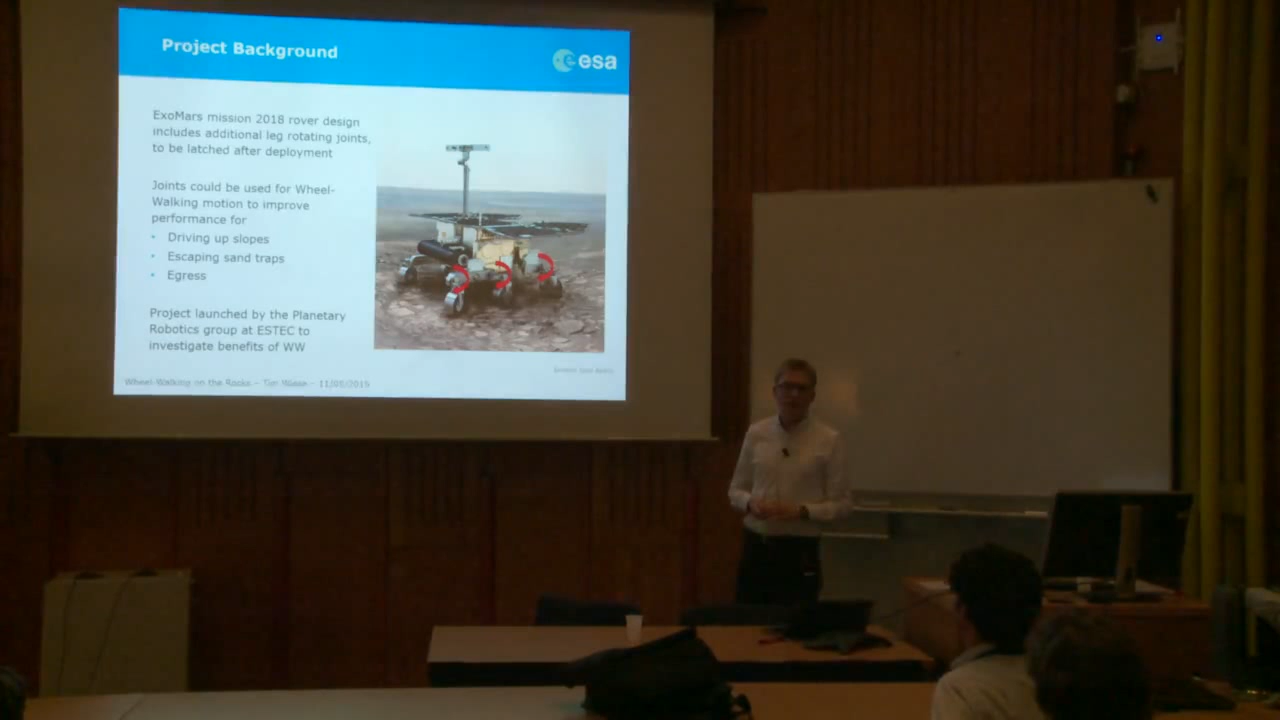 Project Background
esa
ExoMars mission 2018 rover design
includes additional leg rotating joints,
to be latched after deployment
Joints could be used for Wheel-
Walking motion to improve
performance for
• Driving up slopes
• Escaping sand traps
• Egress
Project launched by the Planetary
Robotics group at ESTEC to
investigate benefits of WW
Wheel-Walking on the Rocks – Tim Wiese – 11/05/2015